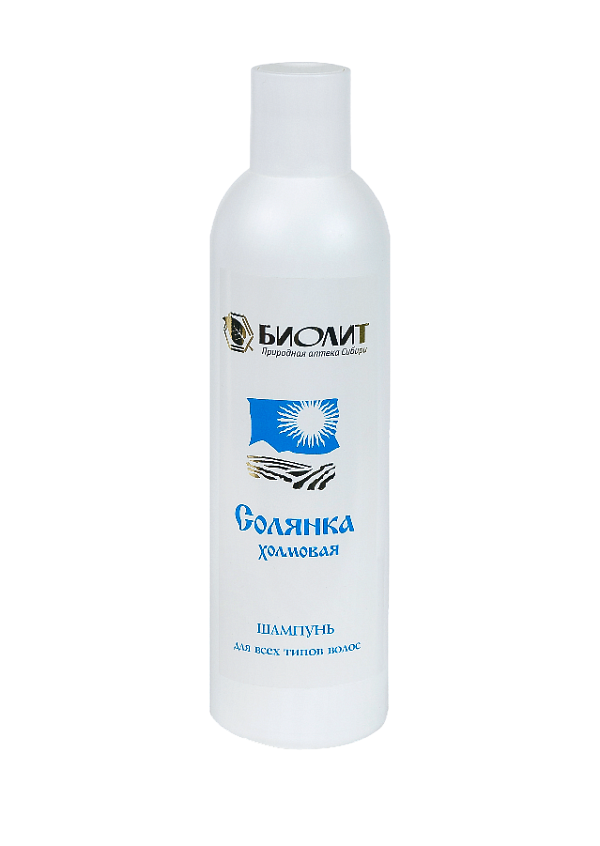 БИОЛИТ
Природная аптека Сибири
Солянка
холмовая
ШАМПУНЬ
для всех типов волос